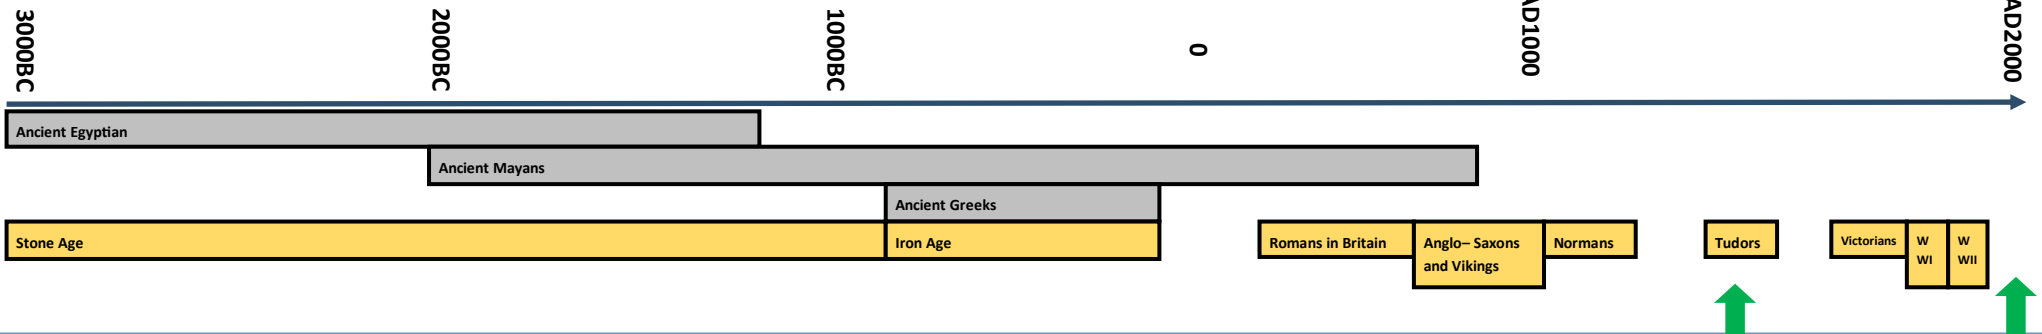 3000BC
2000BC
1000BC
0
AD1000
AD2000
Ancient Egyptian
Ancient Mayans
Ancient Greeks
Stone Age
Iron Age
Romans in Britain
Anglo– Saxons
and Vikings
Normans
Tudors
Victorians
W
WI
W
WII